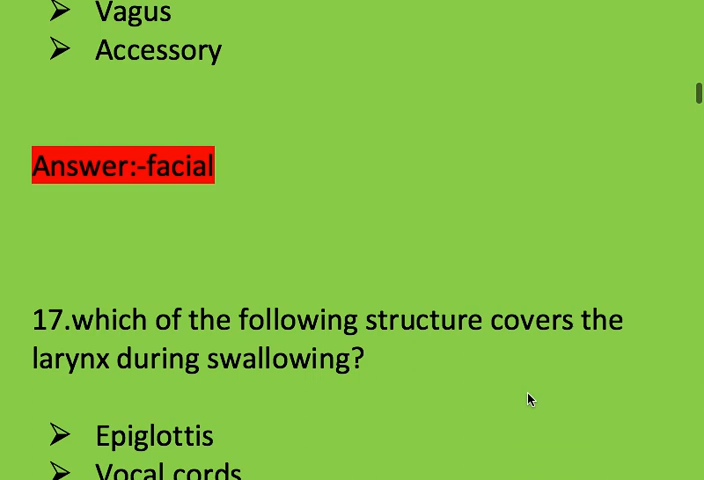 ➢ Vagus
➢ Accessory
Answer:-facial
17.which of the following structure covers the
larynx during swallowing?
➢ Epiglottis
➢ Vocal cords